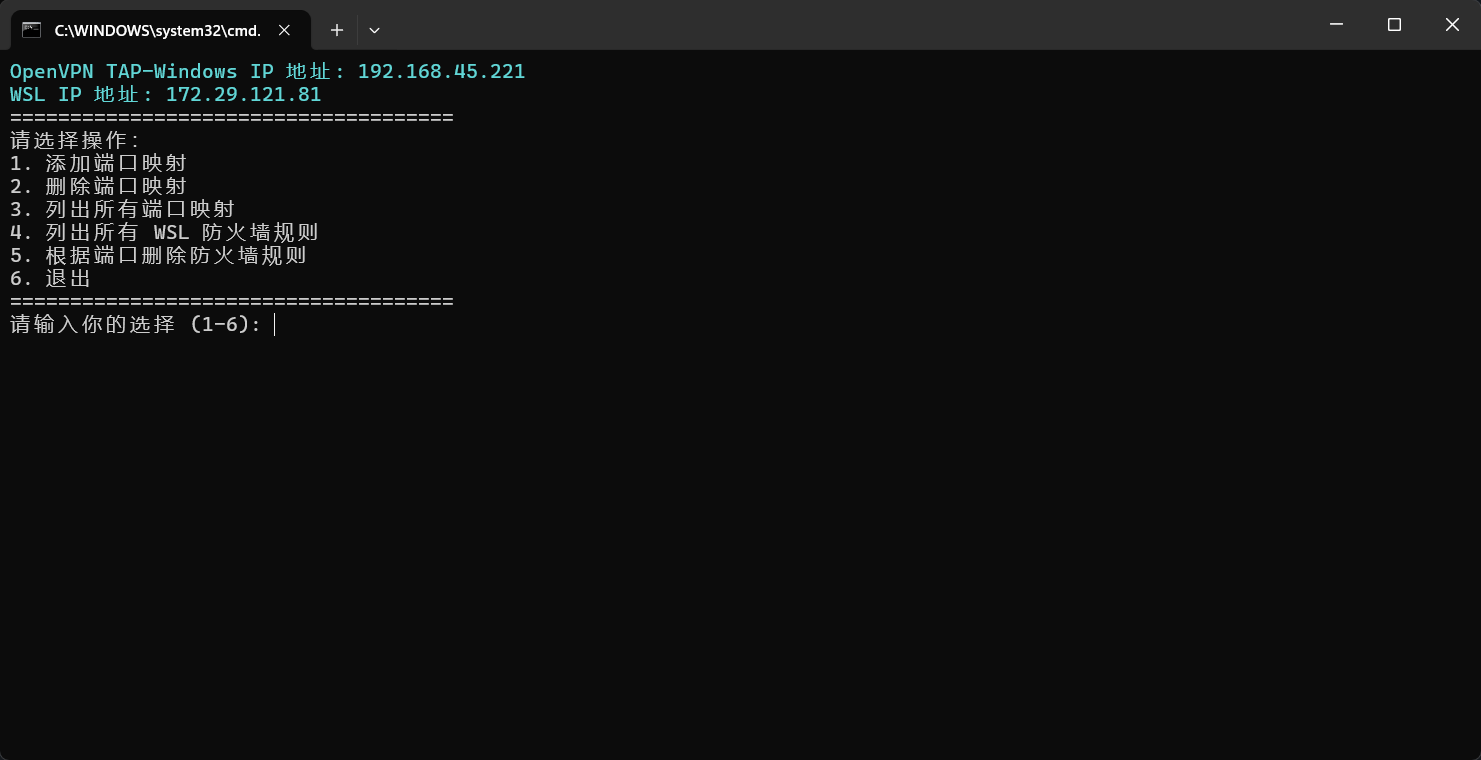 C:\WINDOWS\system32\cmd.
OpenVPN TAP-Windows IP 地址: 192.168.45.221
WSL IP 地址: 172.29.121.81
=====================================
请选择操作:
1. 添加端口映射
2. 删除端口映射
3. 列出所有端口映射
4. 列出所有 WSL 防火墙规则
5. 根据端口删除防火墙规则
6. 退出
=====================================
请输入你的选择 (1-6):